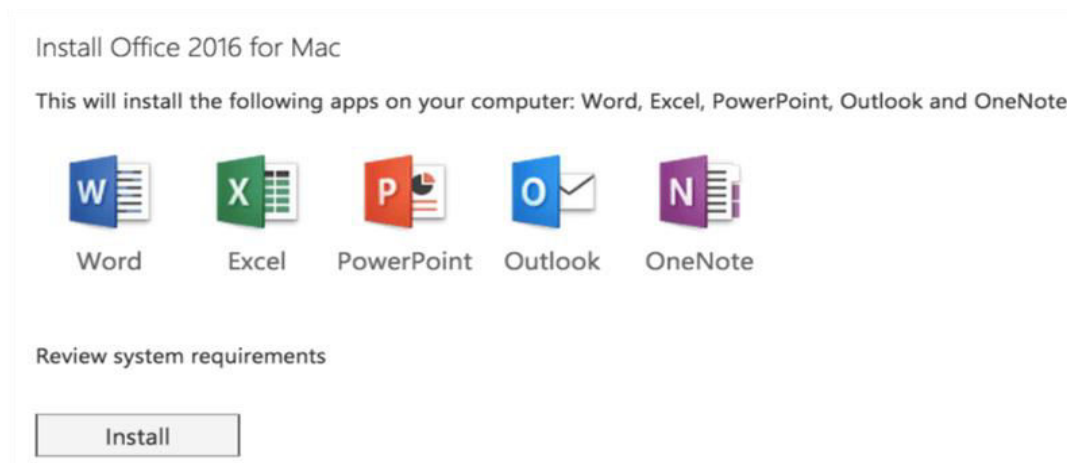 Install Office 2016 for Mac
This will install the following apps on your computer: Word, Excel, PowerPoint, Outlook and OneNote
W X P O N
Word Excel PowerPoint Outlook OneNote
Review system requirements
Install